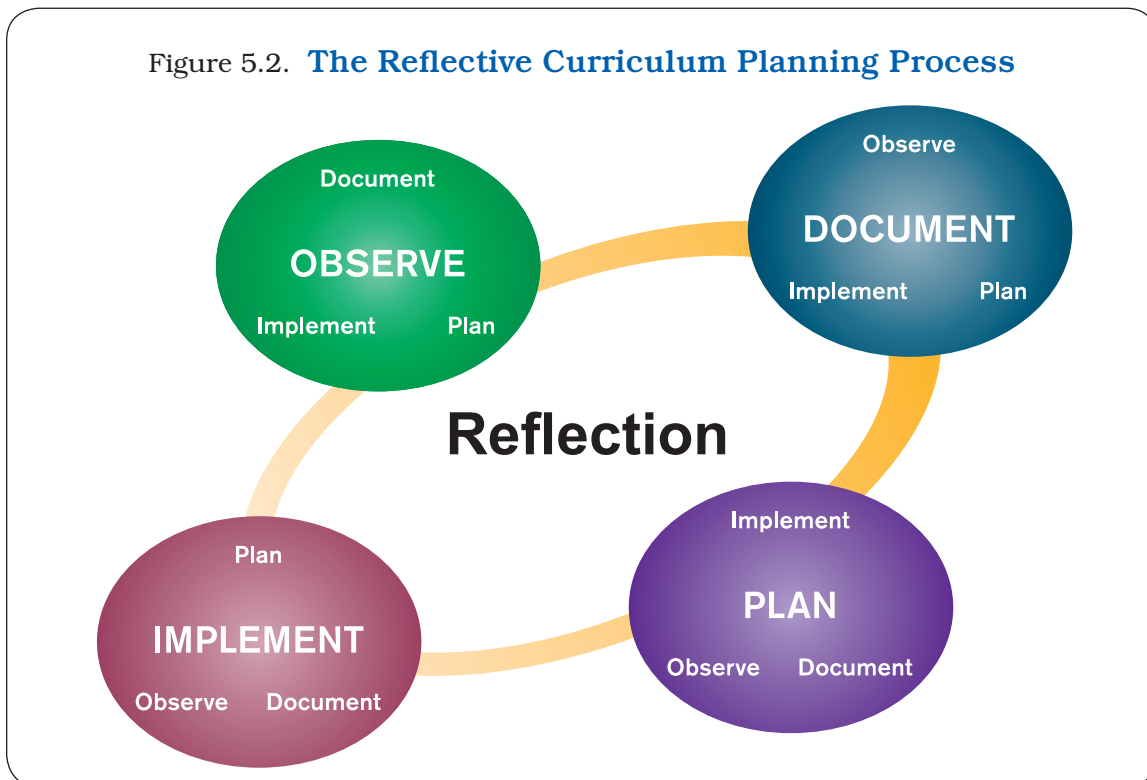 Figure 5.2. The Reflective Curriculum Planning Process
Document
OBSERVE
Implement Plan
Observe
DOCUMENT
Implement Plan
Reflection
Plan
IMPLEMENT
Observe Document
Implement
PLAN
Observe Document